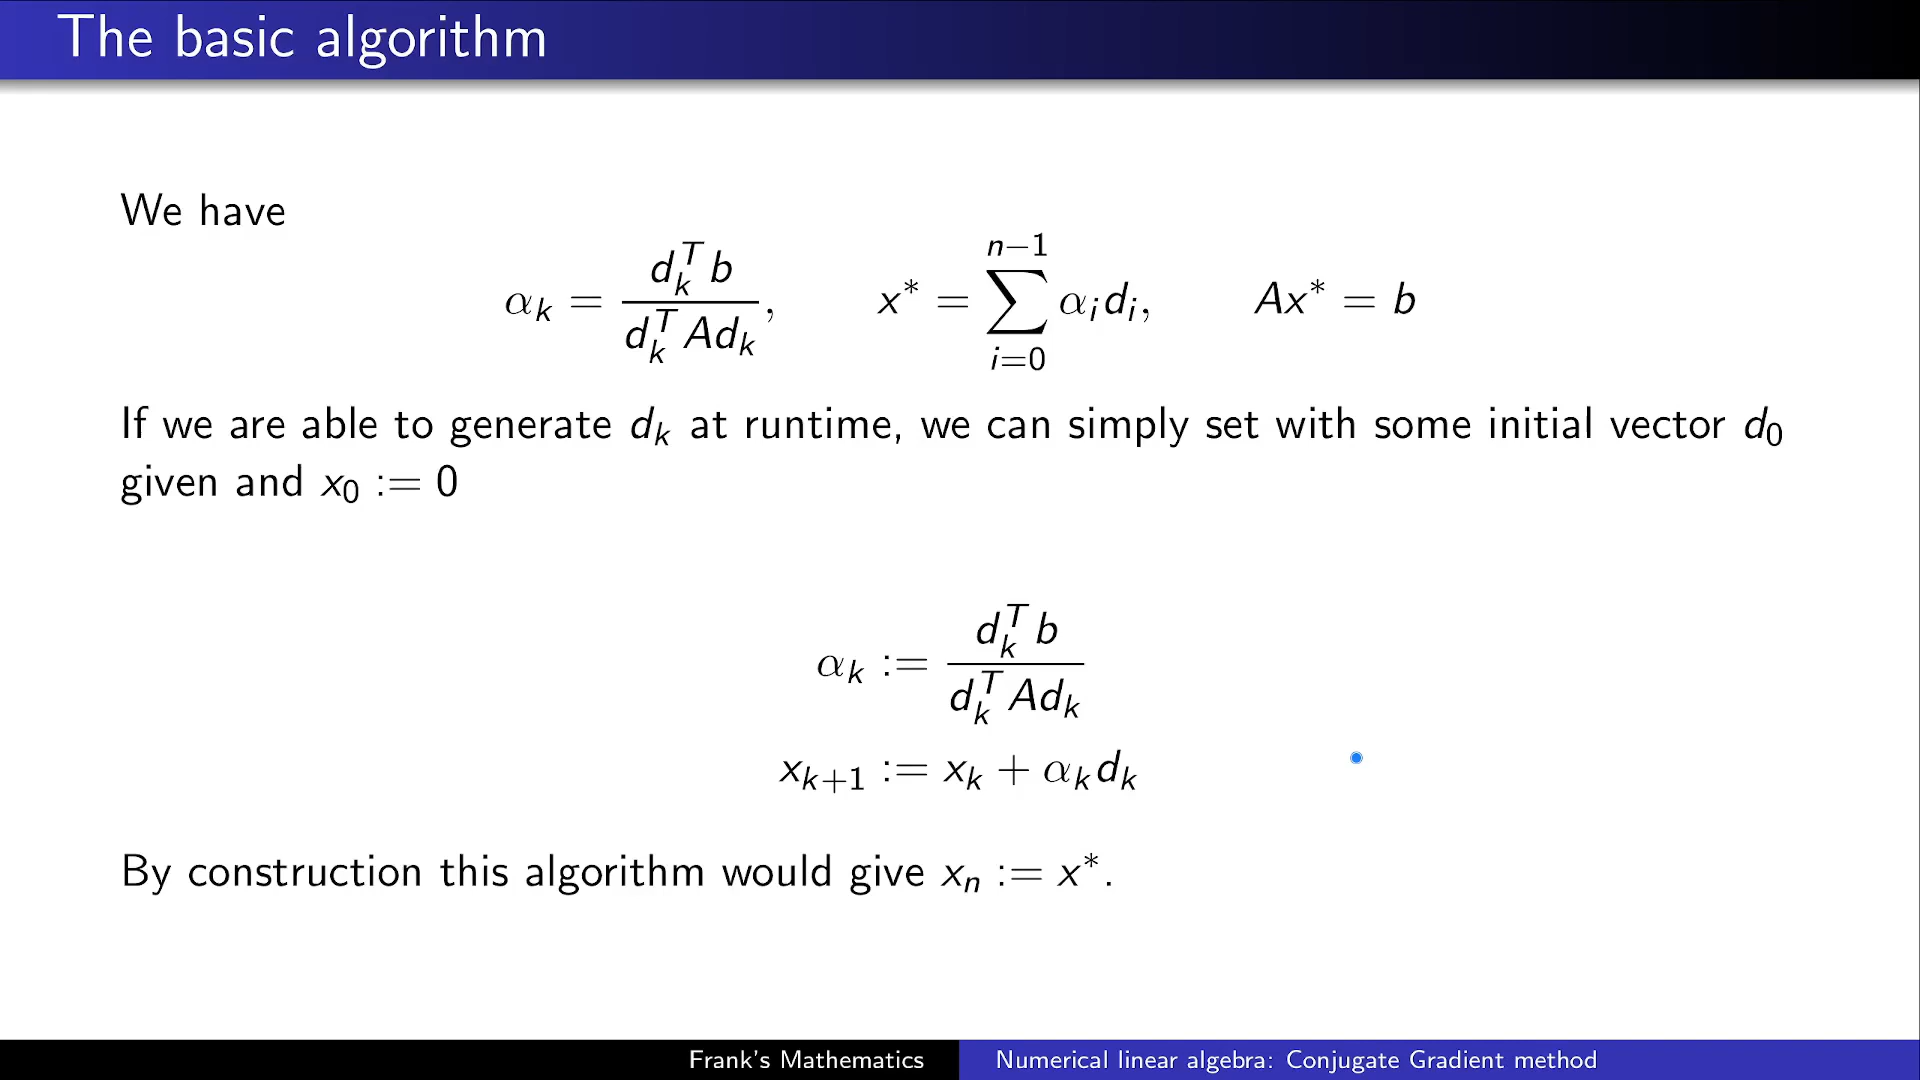 The basic algorithm
We have
α_k = \frac{d_k^T b}{d_k^T A d_k},  x^* = \sum_{i=0}^{n-1} α_i d_i,  Ax^* = b
If we are able to generate d_k at runtime, we can simply set with some initial vector d_0
given and x_0 := 0
α_k := \frac{d_k^T b}{d_k^T A d_k}
x_{k+1} := x_k + α_k d_k
By construction this algorithm would give x_n := x^*.
Frank's Mathematics
Numerical linear algebra: Conjugate Gradient method